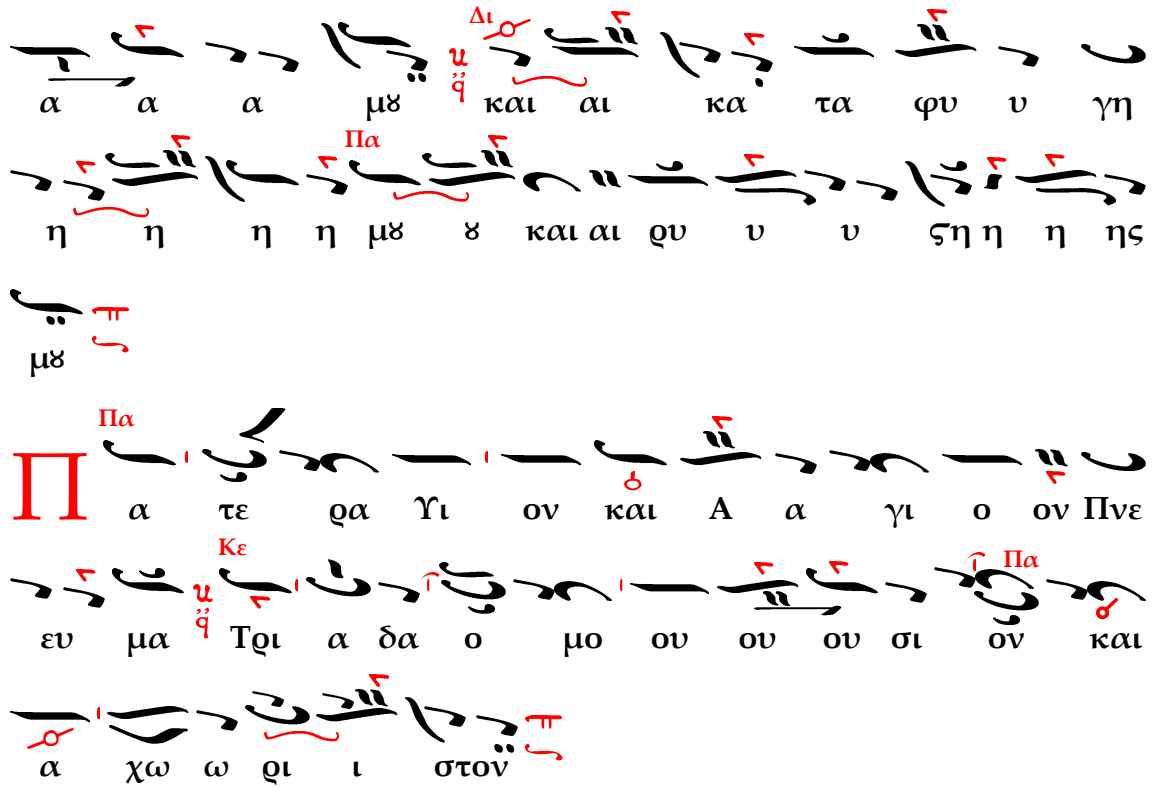 Δι
α α α μȣ και αι κα τα φυ υ γη
Πα
η η η η μȣ ȣ και αι ρυ υ υ ϛη η η ης
μȣ
Πα
Π α τε ρα Υι ον και Α α γι ο ον Πνε
Κε Πα
ευ μα Τρι α δα ο μο ου ου ου σι ον και
α χω ω ρι ι στον